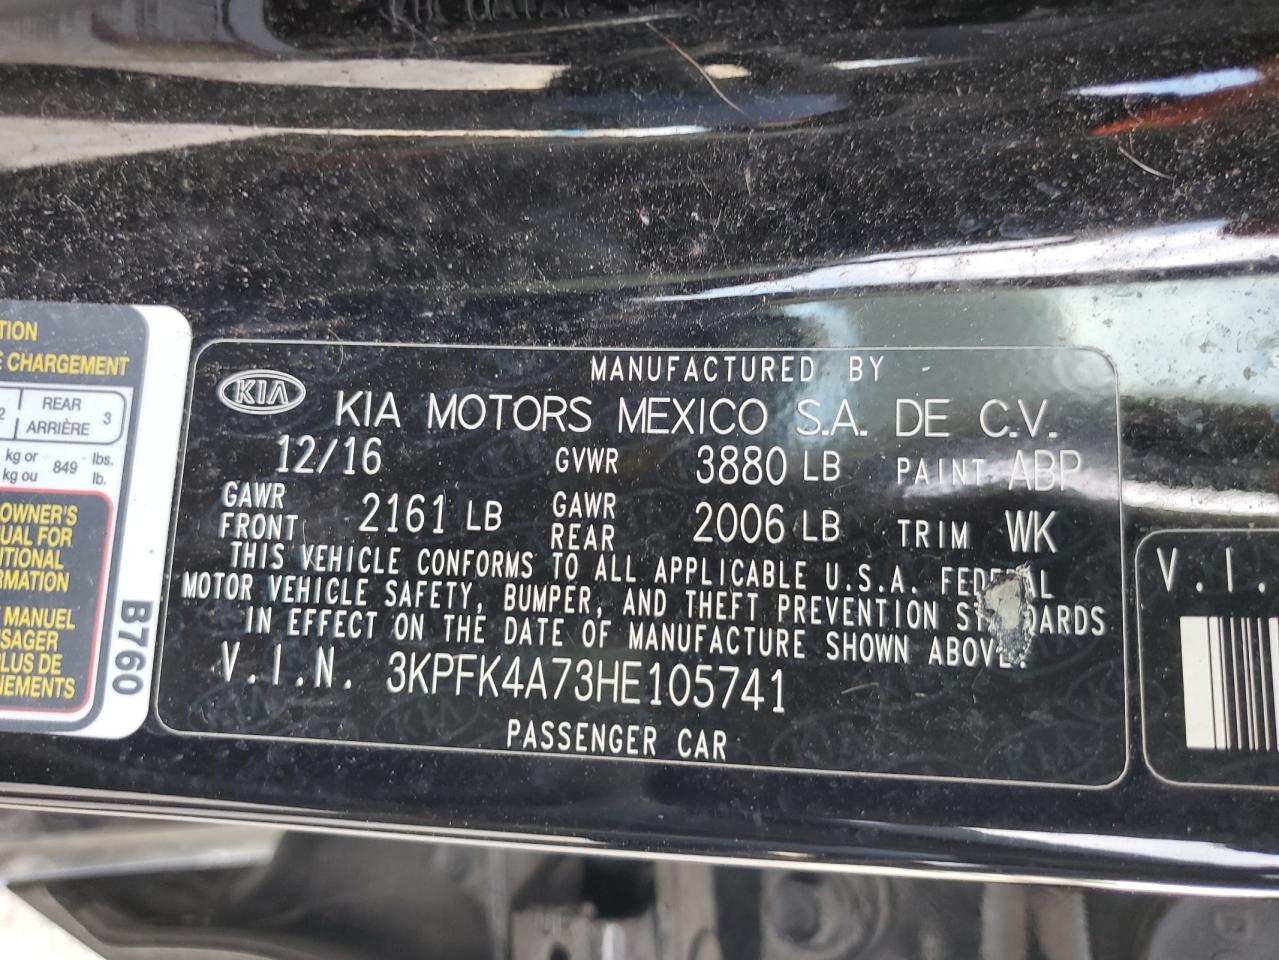 TION
E CHARGEMENT
2 REAR 3
ARRIÈRE
kg or 849 lbs.
kg ou lb.
OWNER'S
UAL FOR
ITIONAL
RMATION
MANUEL
SAGER
LUS DE
NEMENTS
B760
MANUFACTURED BY
KIA KIA MOTORS MEXICO S.A. DE C.V.
12/16 GVWR 3880 LB PAINT ABP
GAWR FRONT 2161 LB GAWR REAR 2006 LB TRIM WK
THIS VEHICLE CONFORMS TO ALL APPLICABLE U.S.A. FEDERAL
MOTOR VEHICLE SAFETY, BUMPER, AND THEFT PREVENTION STANDARDS
IN EFFECT ON THE DATE OF MANUFACTURE SHOWN ABOVE.
V.I.N. 3KPFK4A73HE105741
PASSENGER CAR
V.I.